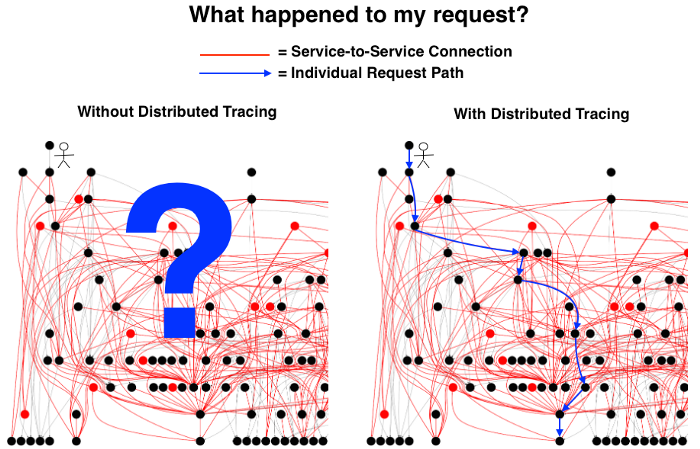 What happened to my request?
= Service-to-Service Connection
= Individual Request Path
Without Distributed Tracing
With Distributed Tracing
?